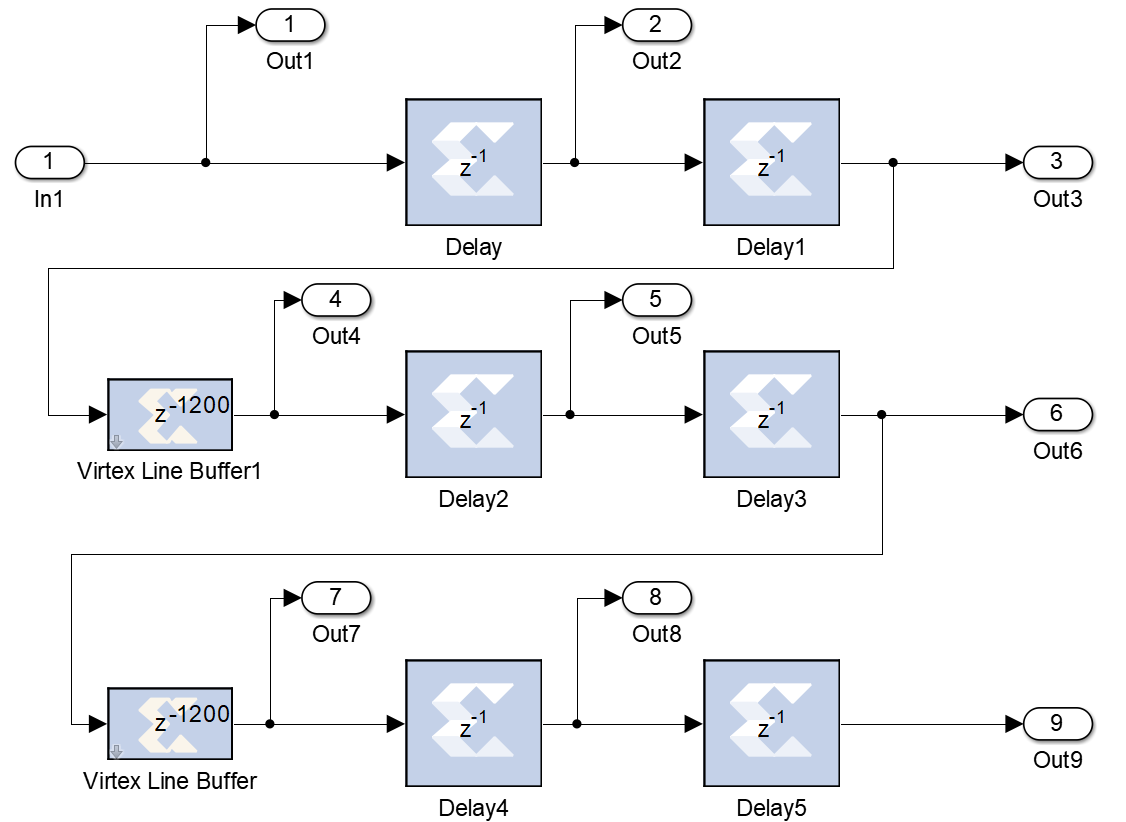 1
Out1
2
Out2
1
In1
z-1
Delay
z-1
Delay1
3
Out3
4
Out4
5
Out5
z-1200
Virtex Line Buffer1
z-1
Delay2
z-1
Delay3
6
Out6
7
Out7
8
Out8
z-1200
Virtex Line Buffer
z-1
Delay4
z-1
Delay5
9
Out9